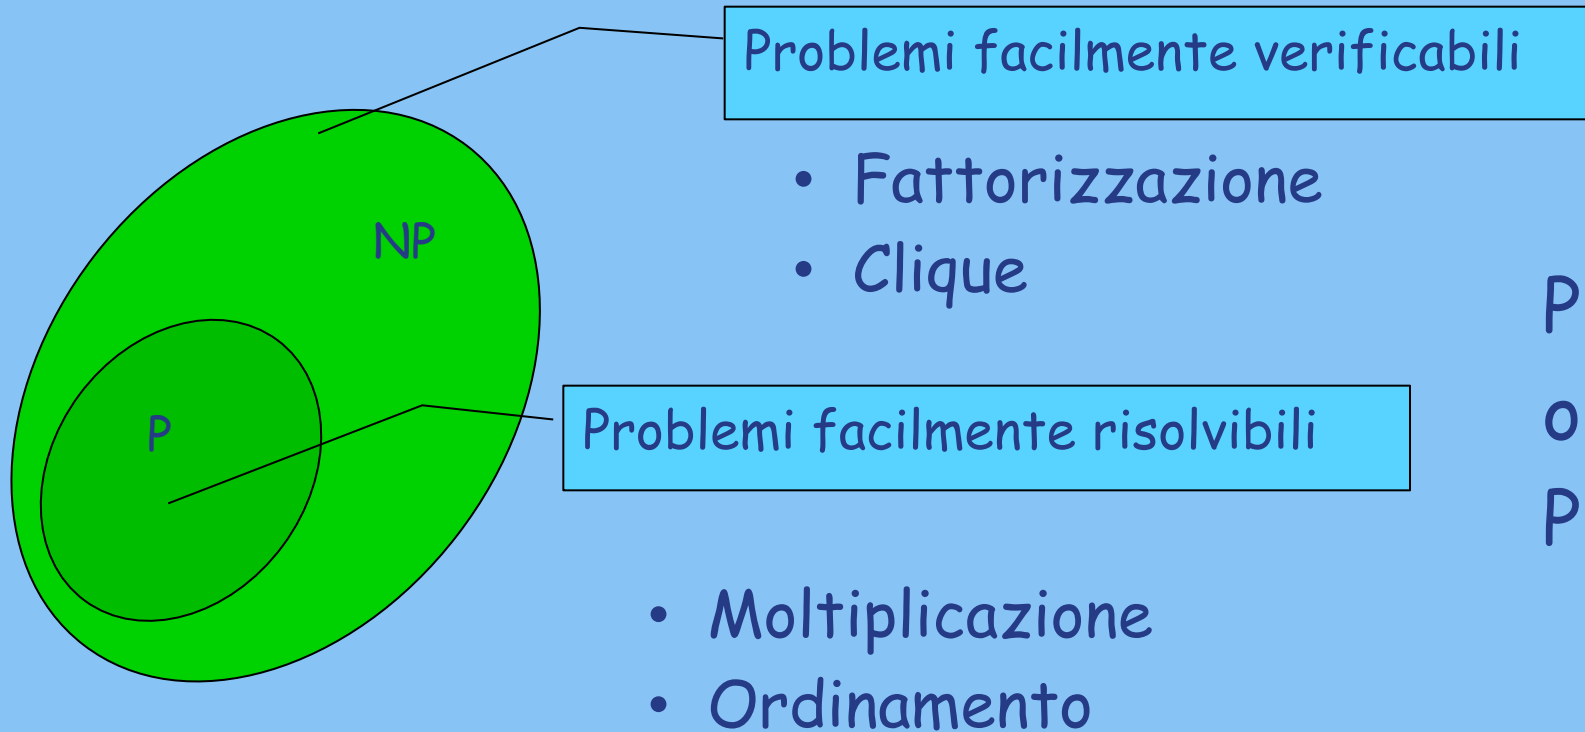 Problemi facilmente verificabili
• Fattorizzazione
• Clique
NP
P
Problemi facilmente risolvibili
• Moltiplicazione
• Ordinamento
P
o
P